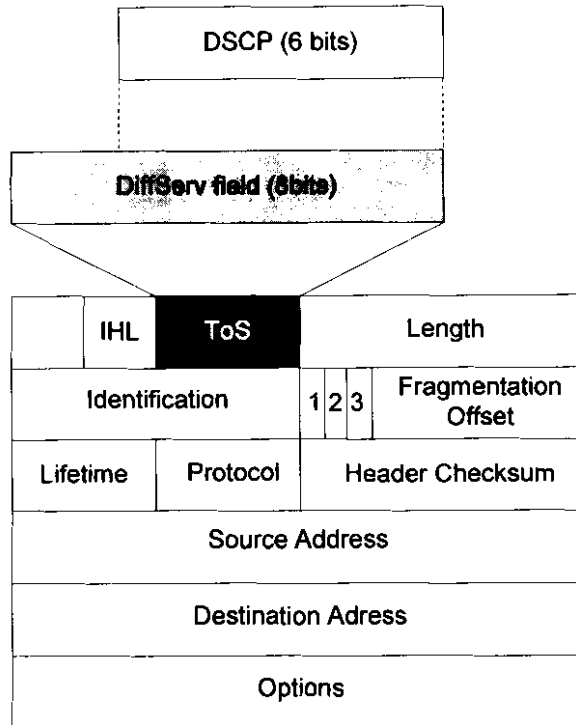 DSCP (6 bits)
DiffServ field (8bits)
IHL ToS Length
Identification 1 2 3 Fragmentation
Offset
Lifetime Protocol Header Checksum
Source Address
Destination Adress
Options